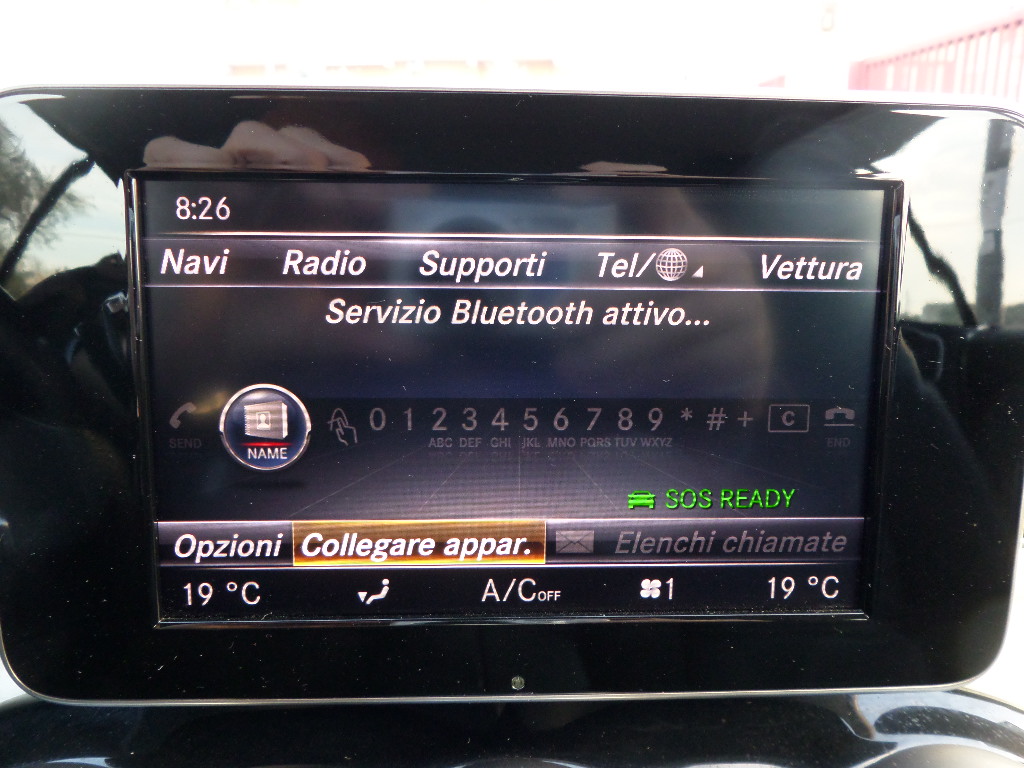 8:26
Navi Radio Supporti Tel/ Vettura
Servizio Bluetooth attivo...
SEND NAME 0 1 2 3 4 5 6 7 8 9 * # + C END
ABC DEF GHI JKL MNO PQRS TUV WXYZ
SOS READY
Opzioni Collegare appar. Elenchi chiamate
19 °C A/C OFF 1 19 °C